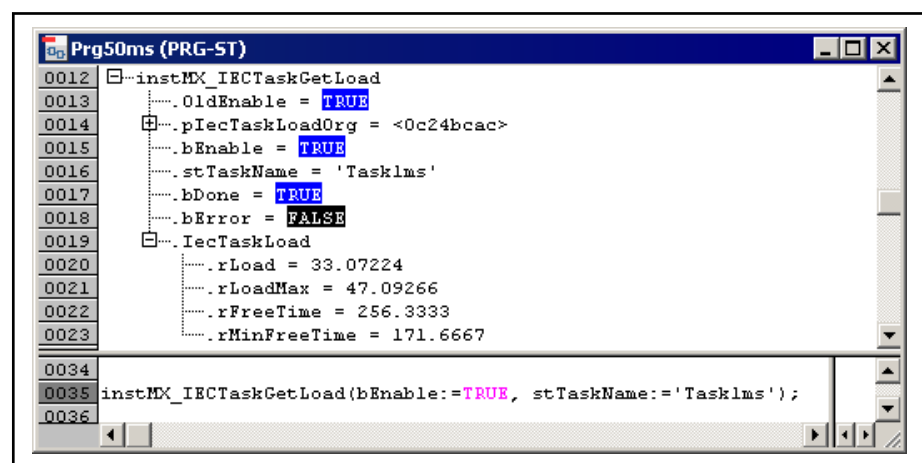 Prg50ms (PRG-ST)
0012 instMX_IECTaskGetLoad
0013 .OldEnable = TRUE
0014 .pIecTaskLoadOrg = <0c24bcac>
0015 .bEnable = TRUE
0016 .stTaskName = 'Task1ms'
0017 .bDone = TRUE
0018 .bError = FALSE
0019 .IecTaskLoad
0020 .rLoad = 33.07224
0021 .rLoadMax = 47.09266
0022 .rFreeTime = 256.3333
0023 .rMinFreeTime = 171.6667
0034
0035 instMX_IECTaskGetLoad(bEnable:=TRUE, stTaskName:='Task1ms');
0036